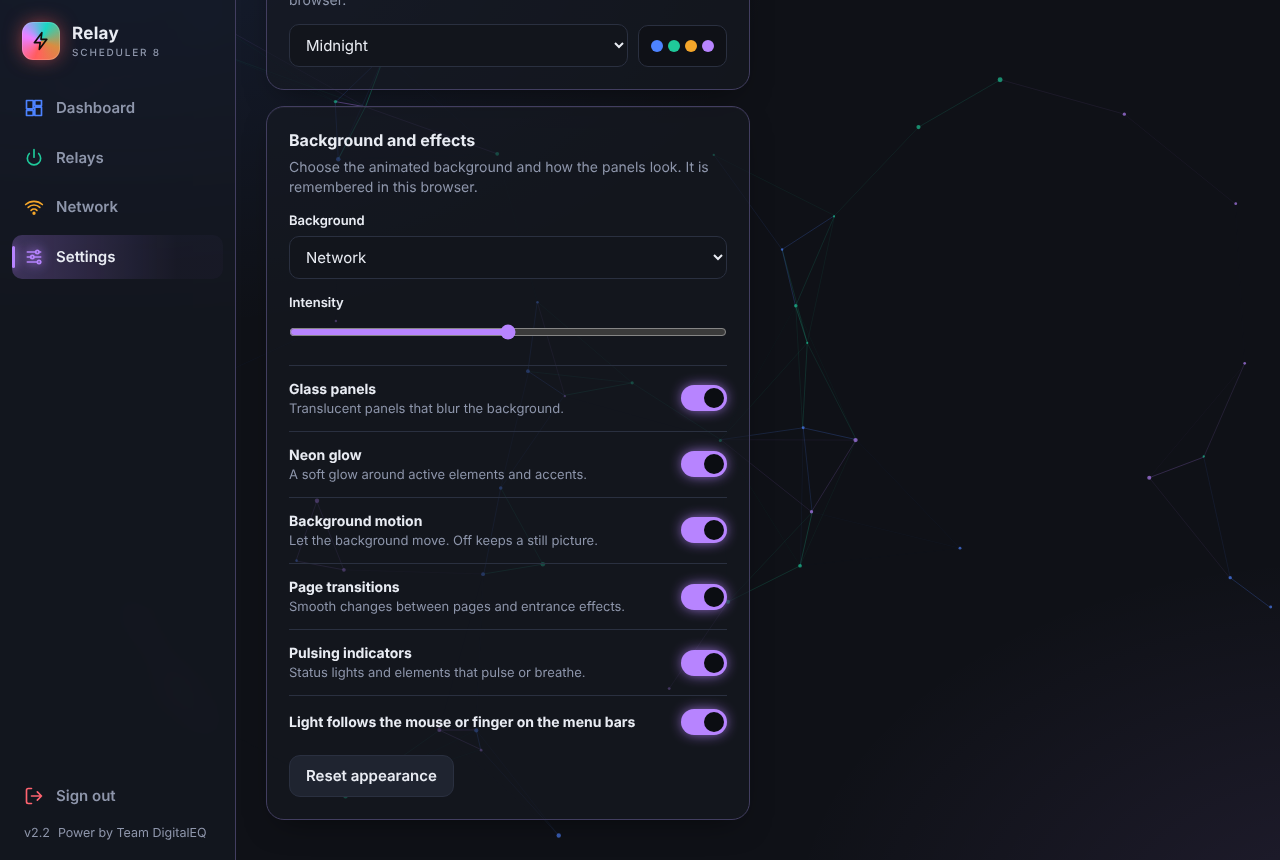 Relay
SCHEDULER 8
Dashboard
Relays
Network
Settings
Sign out
v2.2 Power by Team DigitalEQ
browser.
Midnight
Background and effects
Choose the animated background and how the panels look. It is
remembered in this browser.
Background
Network
Intensity
Glass panels
Translucent panels that blur the background.
Neon glow
A soft glow around active elements and accents.
Background motion
Let the background move. Off keeps a still picture.
Page transitions
Smooth changes between pages and entrance effects.
Pulsing indicators
Status lights and elements that pulse or breathe.
Light follows the mouse or finger on the menu bars
Reset appearance